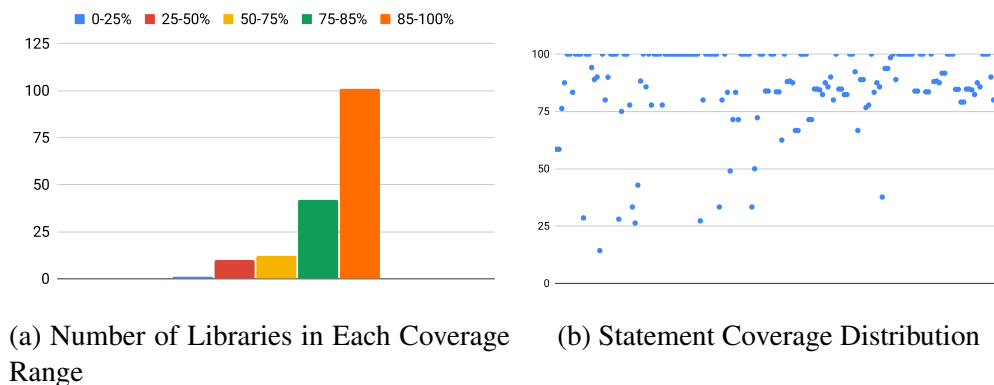 0-25% 25-50% 50-75% 75-85% 85-100%
125
100
75
50
25
0
100
75
50
25
0
(a) Number of Libraries in Each Coverage
Range
(b) Statement Coverage Distribution